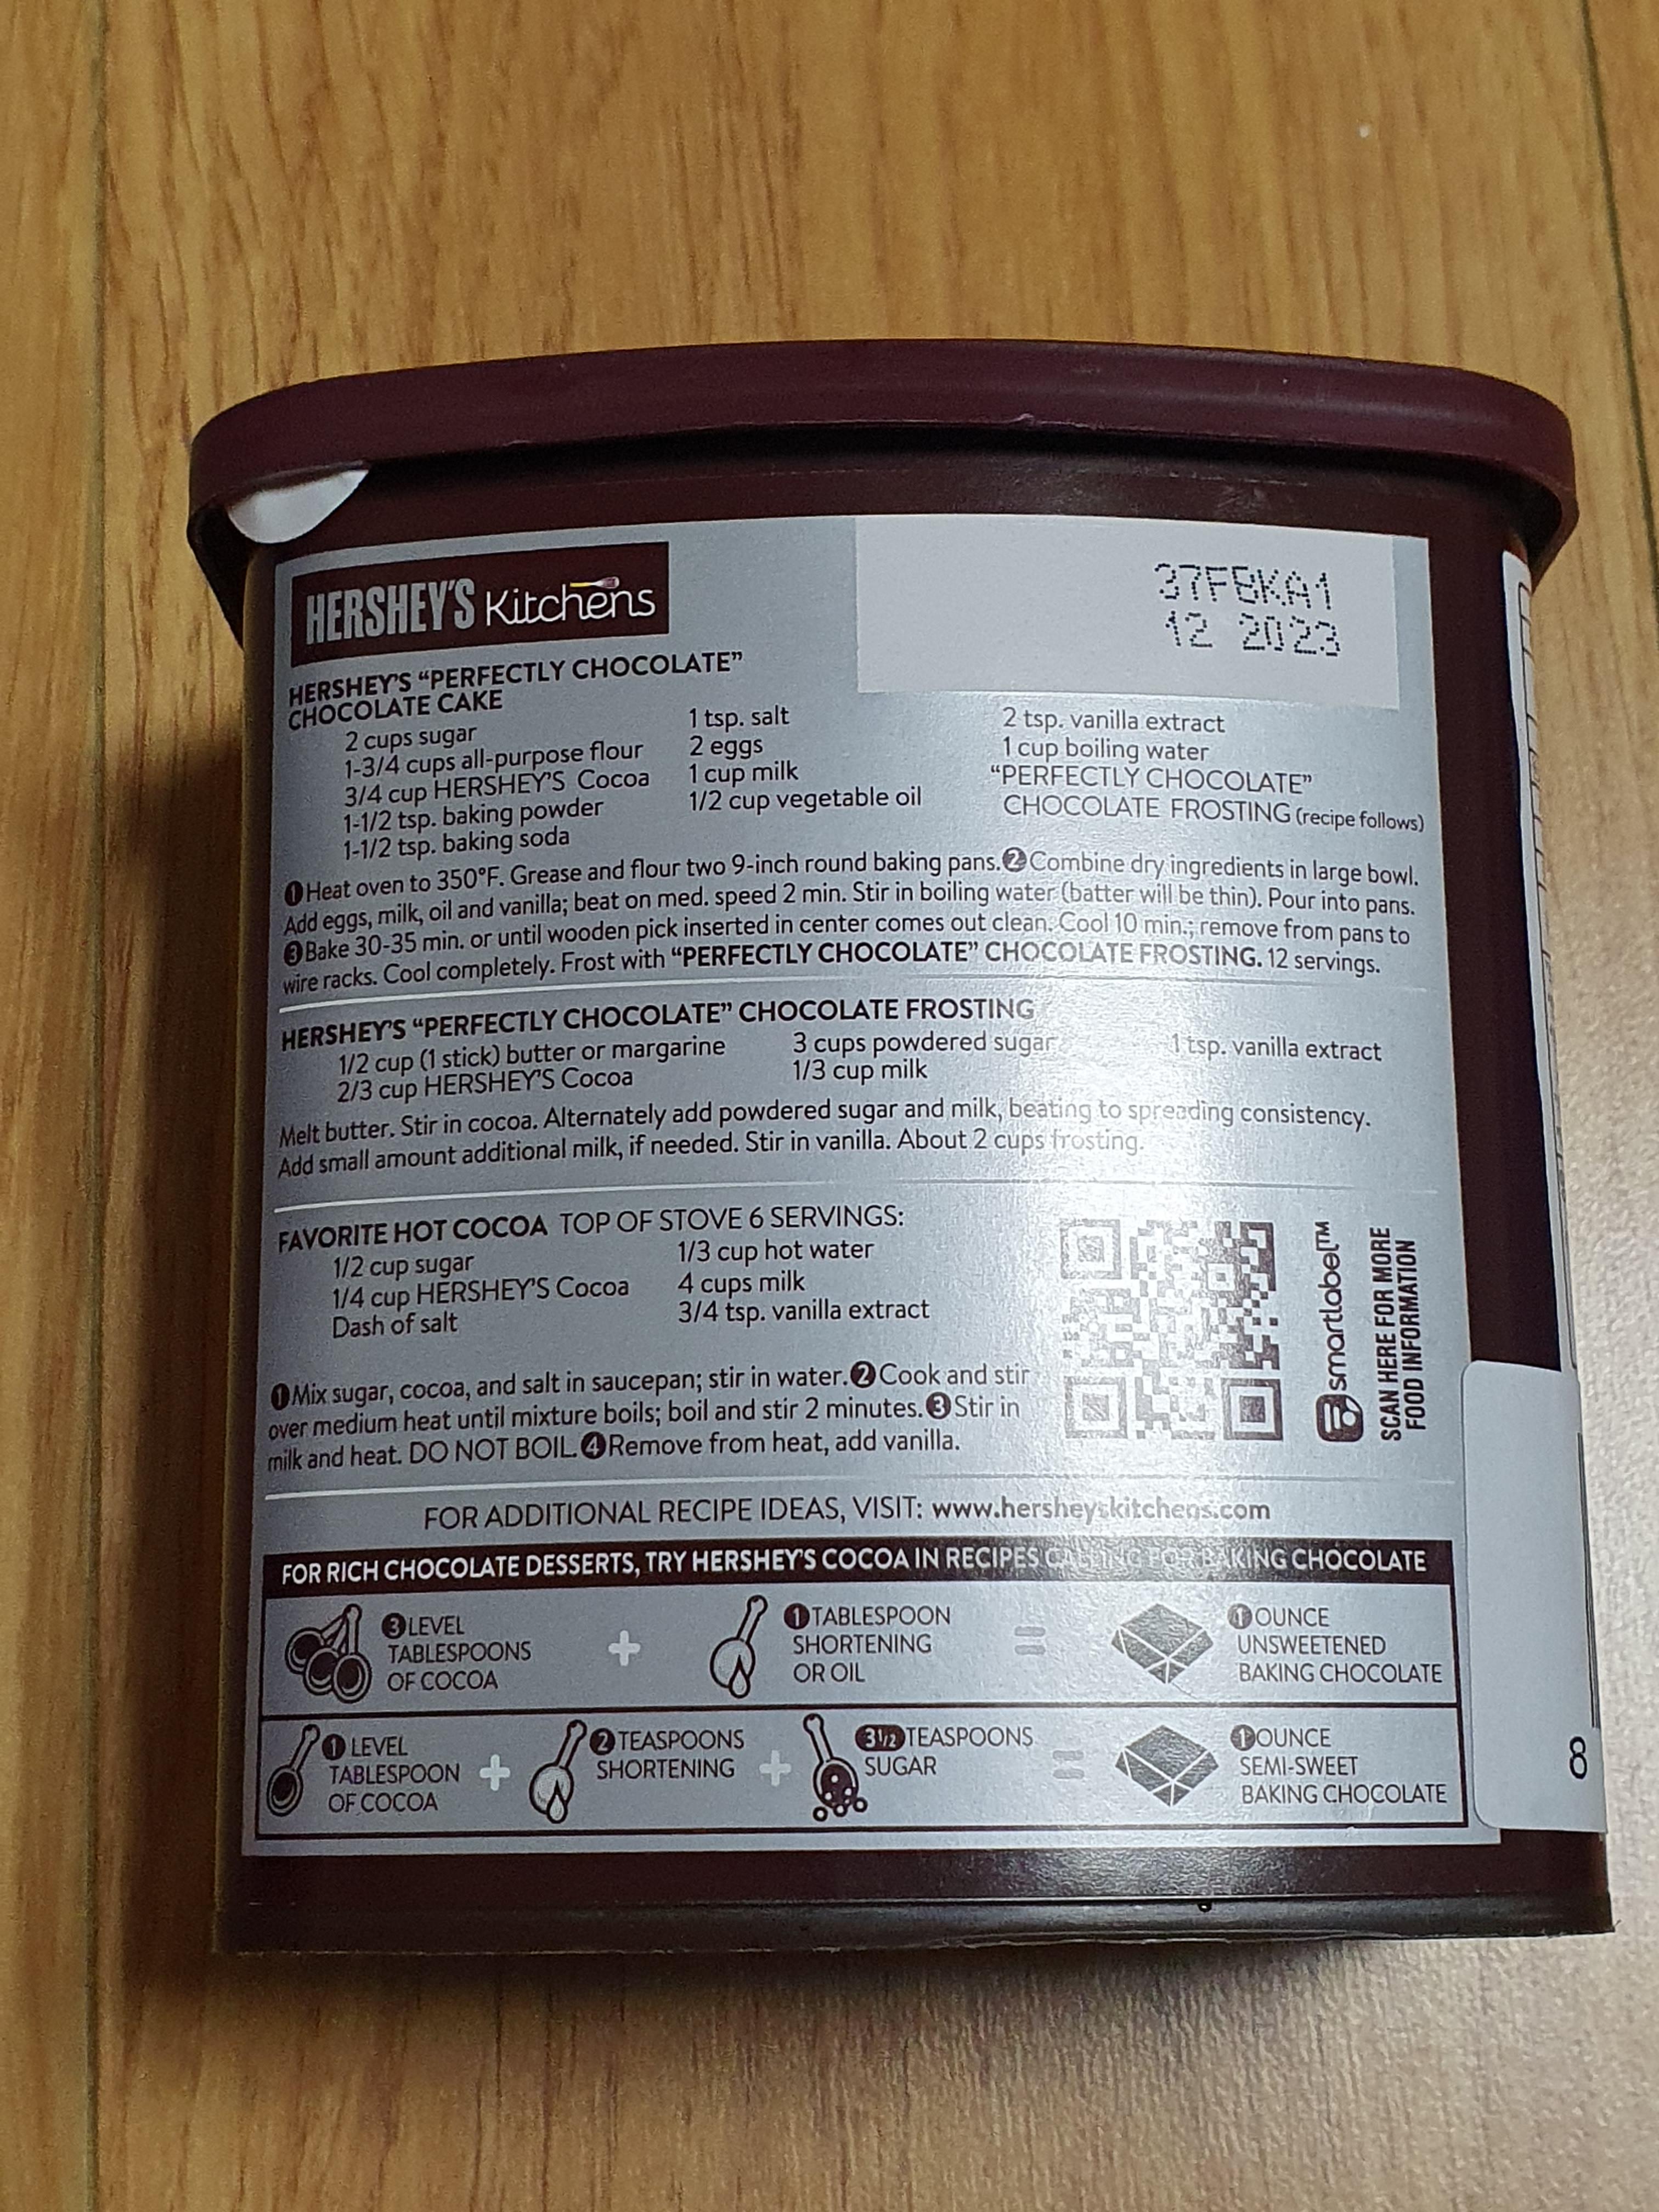 37FBKA1
12 2023
HERSHEY'S Kitchens
HERSHEY'S “PERFECTLY CHOCOLATE”
CHOCOLATE CAKE
2 cups sugar
1-3/4 cups all-purpose flour
3/4 cup HERSHEY'S Cocoa
1-1/2 tsp. baking powder
1-1/2 tsp. baking soda
1 tsp. salt
2 eggs
1 cup milk
1/2 cup vegetable oil
2 tsp. vanilla extract
1 cup boiling water
“PERFECTLY CHOCOLATE”
CHOCOLATE FROSTING (recipe follows)
1 Heat oven to 350°F. Grease and flour two 9-inch round baking pans. 2 Combine dry ingredients in large bowl.
Add eggs, milk, oil and vanilla; beat on med. speed 2 min. Stir in boiling water (batter will be thin). Pour into pans.
3 Bake 30-35 min. or until wooden pick inserted in center comes out clean. Cool 10 min.; remove from pans to
wire racks. Cool completely. Frost with “PERFECTLY CHOCOLATE” CHOCOLATE FROSTING. 12 servings.
HERSHEY'S “PERFECTLY CHOCOLATE” CHOCOLATE FROSTING
1/2 cup (1 stick) butter or margarine
2/3 cup HERSHEY'S Cocoa
3 cups powdered sugar
1/3 cup milk
1 tsp. vanilla extract
Melt butter. Stir in cocoa. Alternately add powdered sugar and milk, beating to spreading consistency.
Add small amount additional milk, if needed. Stir in vanilla. About 2 cups frosting.
FAVORITE HOT COCOA TOP OF STOVE 6 SERVINGS:
1/2 cup sugar
1/4 cup HERSHEY'S Cocoa
Dash of salt
1/3 cup hot water
4 cups milk
3/4 tsp. vanilla extract
1 Mix sugar, cocoa, and salt in saucepan; stir in water. 2 Cook and stir
over medium heat until mixture boils; boil and stir 2 minutes. 3 Stir in
milk and heat. DO NOT BOIL. 4 Remove from heat, add vanilla.
smartlabel™
SCAN HERE FOR MORE
FOOD INFORMATION
FOR ADDITIONAL RECIPE IDEAS, VISIT: www.hersheyskitchens.com
FOR RICH CHOCOLATE DESSERTS, TRY HERSHEY'S COCOA IN RECIPES CALLING FOR BAKING CHOCOLATE
3 LEVEL
TABLESPOONS
OF COCOA
+
1 TABLESPOON
SHORTENING
OR OIL
=
1 OUNCE
UNSWEETENED
BAKING CHOCOLATE
1 LEVEL
TABLESPOON
OF COCOA
+
2 TEASPOONS
SHORTENING
+
3 1/2 TEASPOONS
SUGAR
=
1 OUNCE
SEMI-SWEET
BAKING CHOCOLATE
8